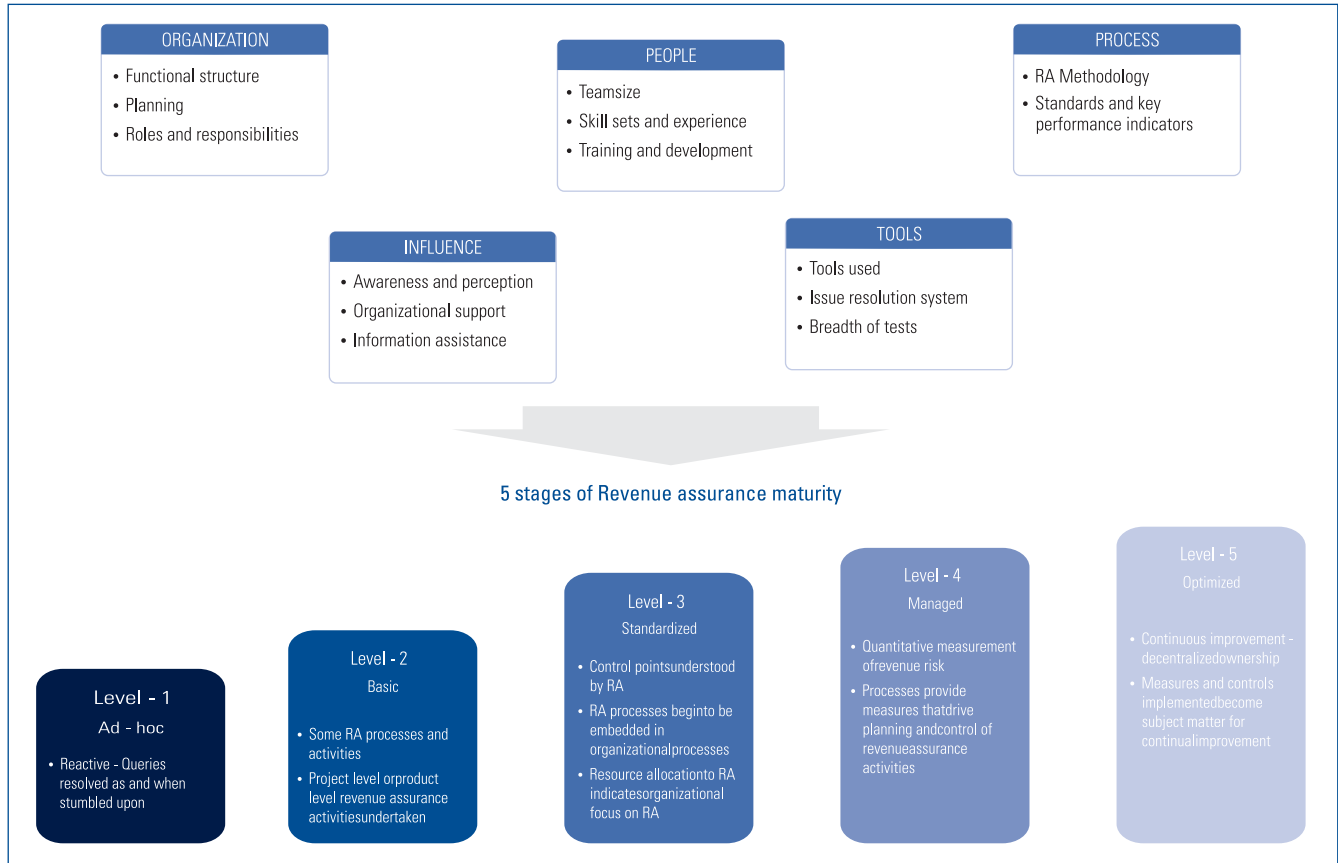 ORGANIZATION
• Functional structure
• Planning
• Roles and responsibilities
PEOPLE
• Teamsize
• Skill sets and experience
• Training and development
PROCESS
• RA Methodology
• Standards and key
performance indicators
INFLUENCE
• Awareness and perception
• Organizational support
• Information assistance
TOOLS
• Tools used
• Issue resolution system
• Breadth of tests
5 stages of Revenue assurance maturity
Level - 1
Ad - hoc
• Reactive - Queries
resolved as and when
stumbled upon
Level - 2
Basic
• Some RA processes and
activities
• Project level orproduct
level revenue assurance
activitiesundertaken
Level - 3
Standardized
• Control pointsunderstood
by RA
• RA processes beginto be
embedded in
organizationalprocesses
• Resource allocationto RA
indicatesorganizational
focus on RA
Level - 4
Managed
• Quantitative measurement
ofrevenue risk
• Processes provide
measures thatdrive
planning andcontrol of
revenueassurance
activities
Level - 5
Optimized
• Continuous improvement -
decentralizedownership
• Measures and controls
implementedbecome
subject matter for
continualimprovement